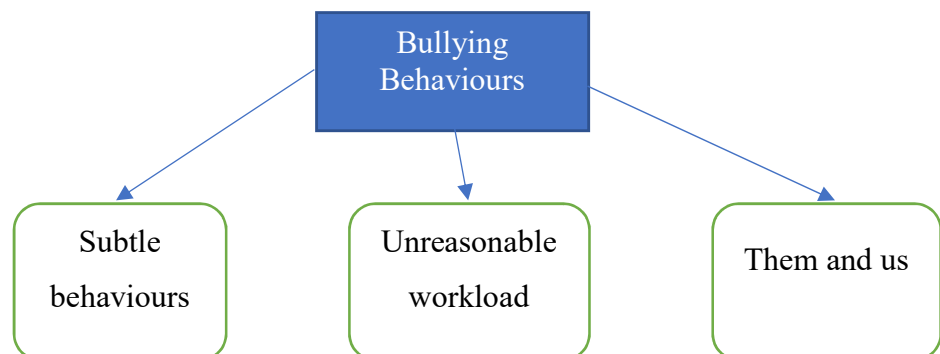 Bullying
Behaviours
Subtle
behaviours
Unreasonable
workload
Them and us